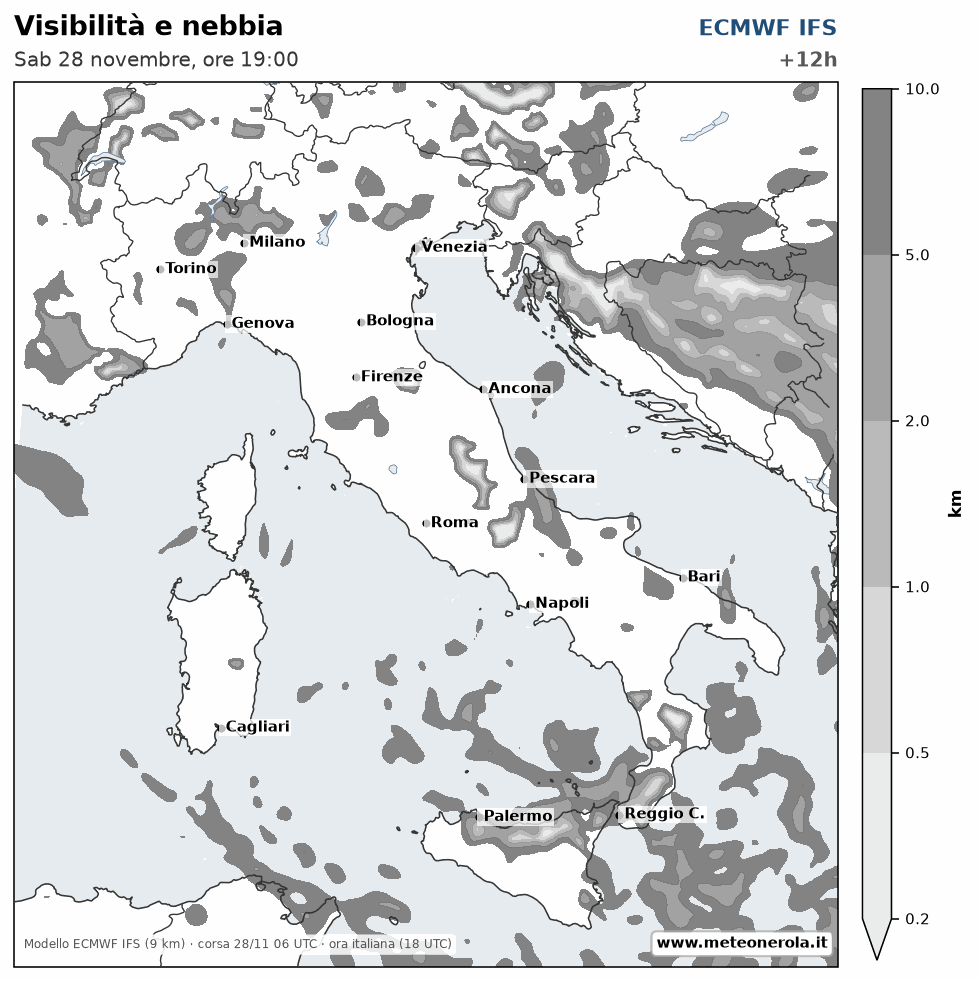 Visibilità e nebbia
ECMWF IFS
Sab 28 novembre, ore 19:00
+12h
10.0
5.0
2.0
1.0
0.5
0.2
km
Milano
Venezia
Torino
Genova
Bologna
Firenze
Ancona
Pescara
Roma
Bari
Napoli
Cagliari
Palermo
Reggio C.
Modello ECMWF IFS (9 km) · corsa 28/11 06 UTC · ora italiana (18 UTC)
www.meteonerola.it